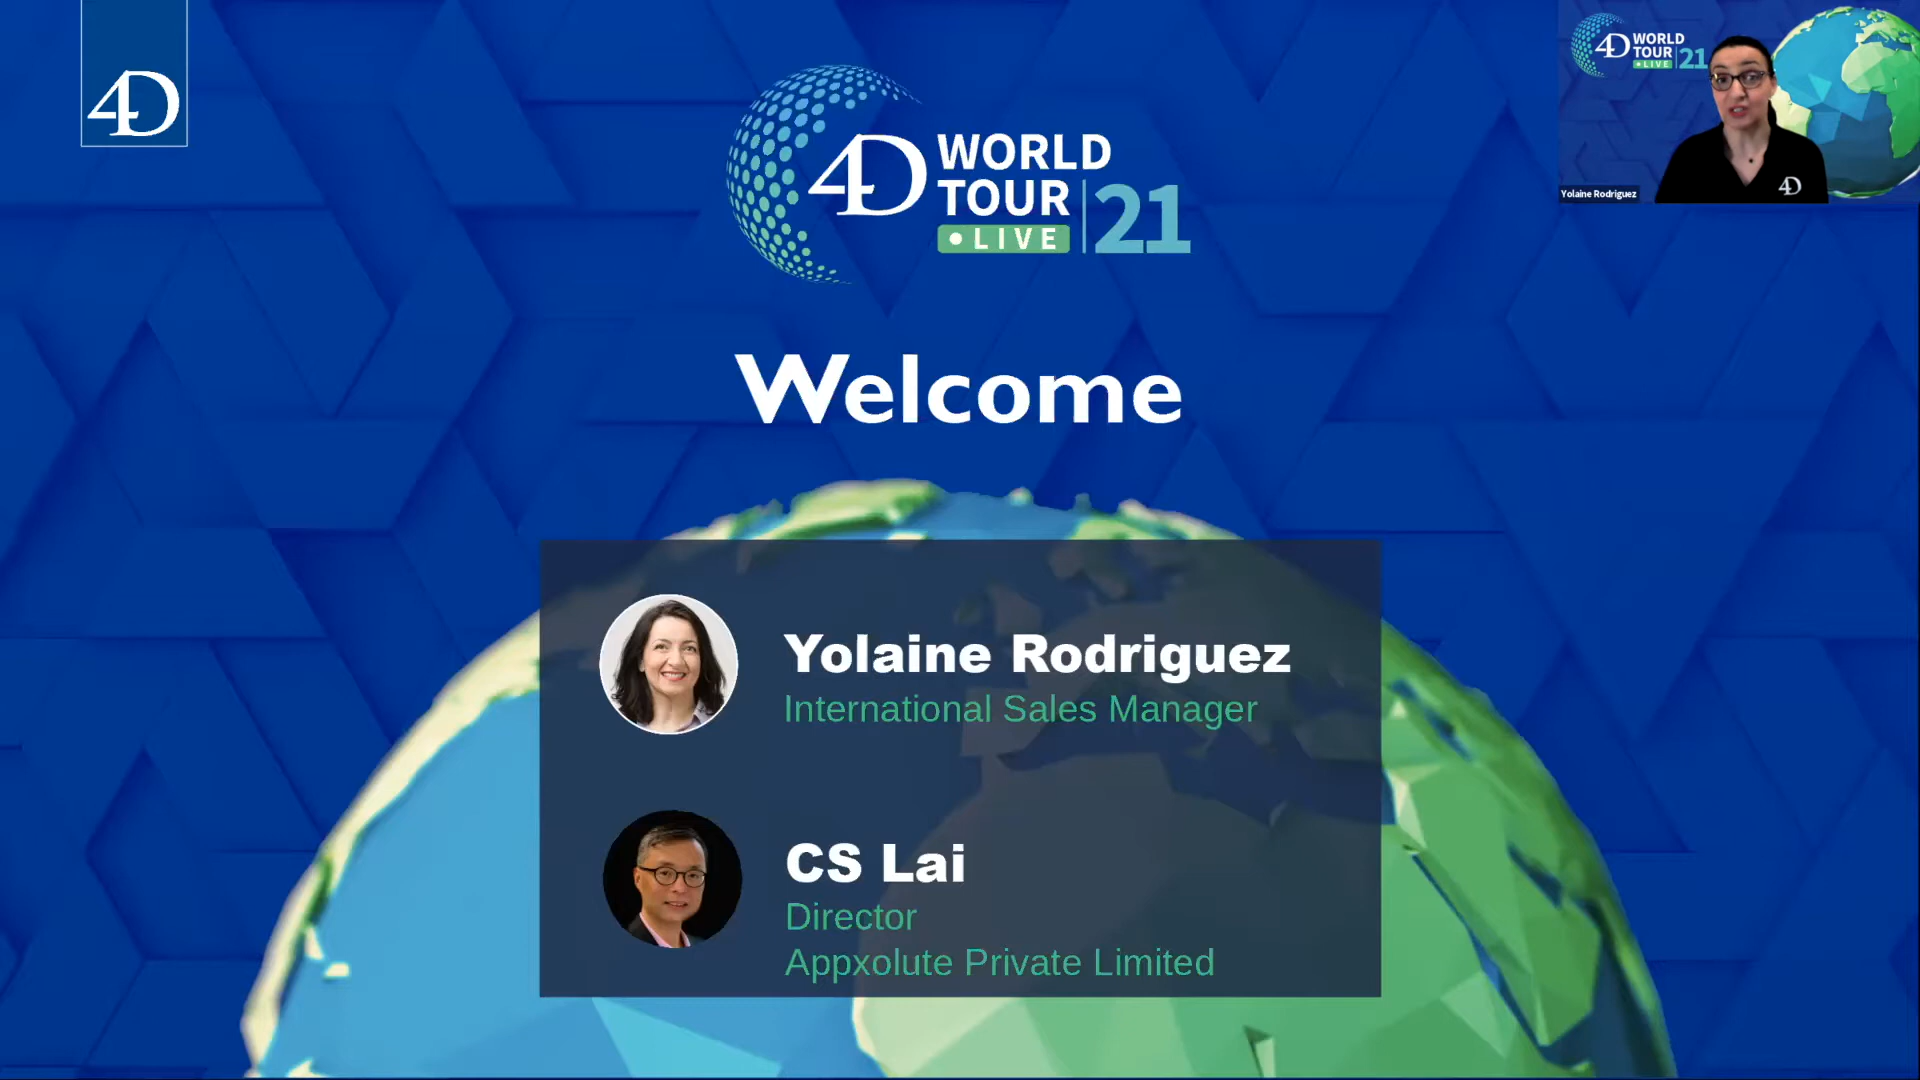 4D
4D WORLD
TOUR
• LIVE
21
4D WORLD
TOUR
• LIVE
21
4D
Yolaine Rodriguez
Welcome
Yolaine Rodriguez
International Sales Manager
CS Lai
Director
Appxolute Private Limited